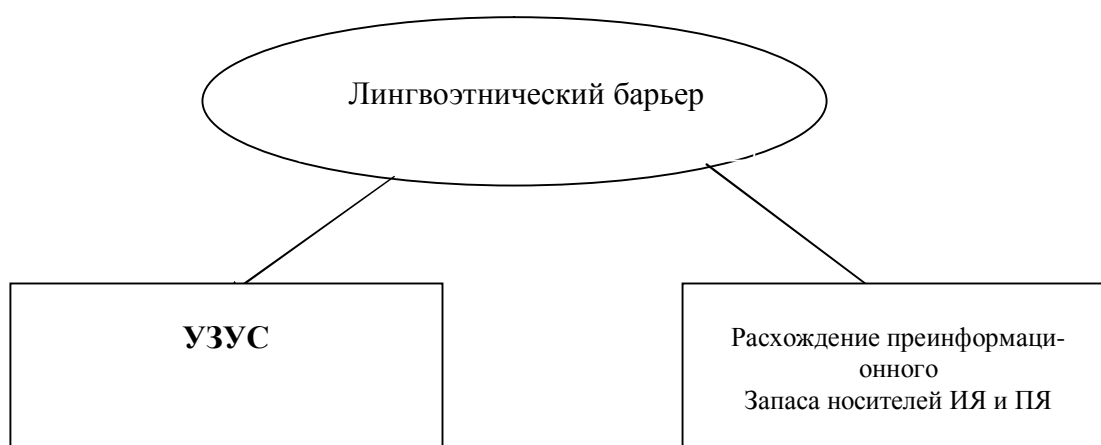 Лингвоэтнический барьер
УЗУС
Расхождение преинформаци-
онного
Запаса носителей ИЯ и ПЯ